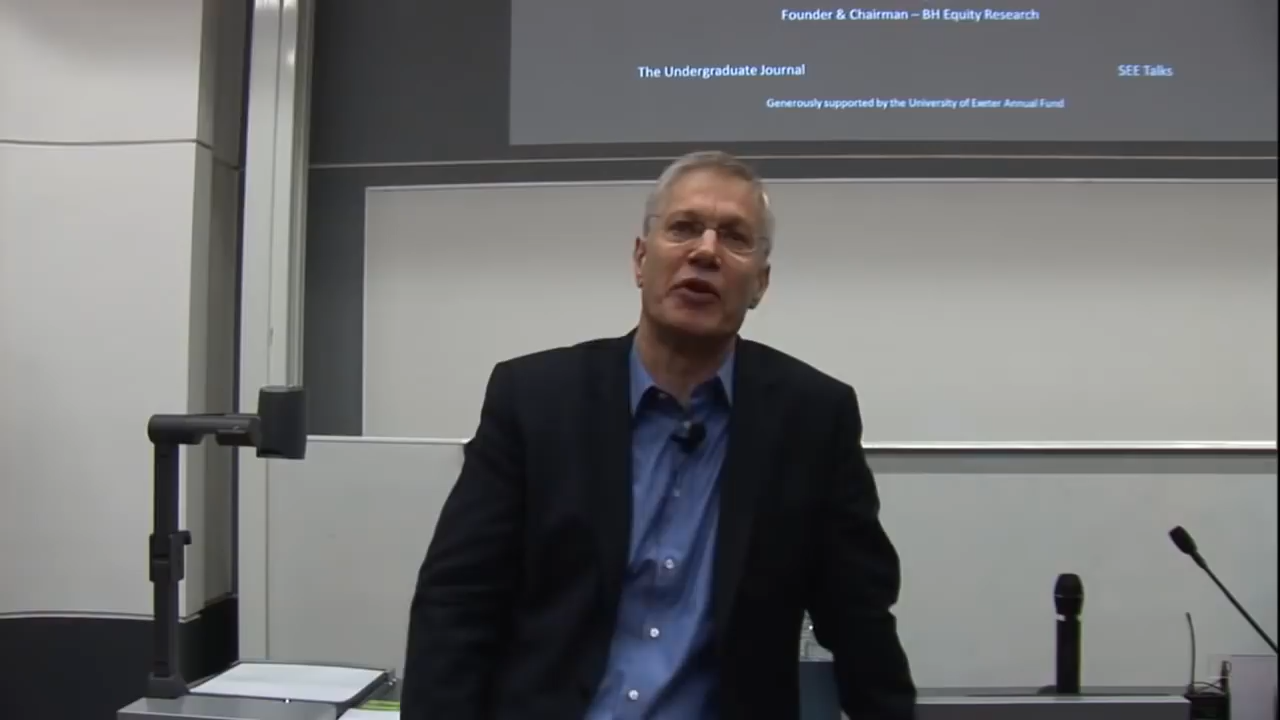 Founder & Chairman – BH Equity Research
The Undergraduate Journal
SEE Talks
Generously supported by the University of Exeter Annual Fund